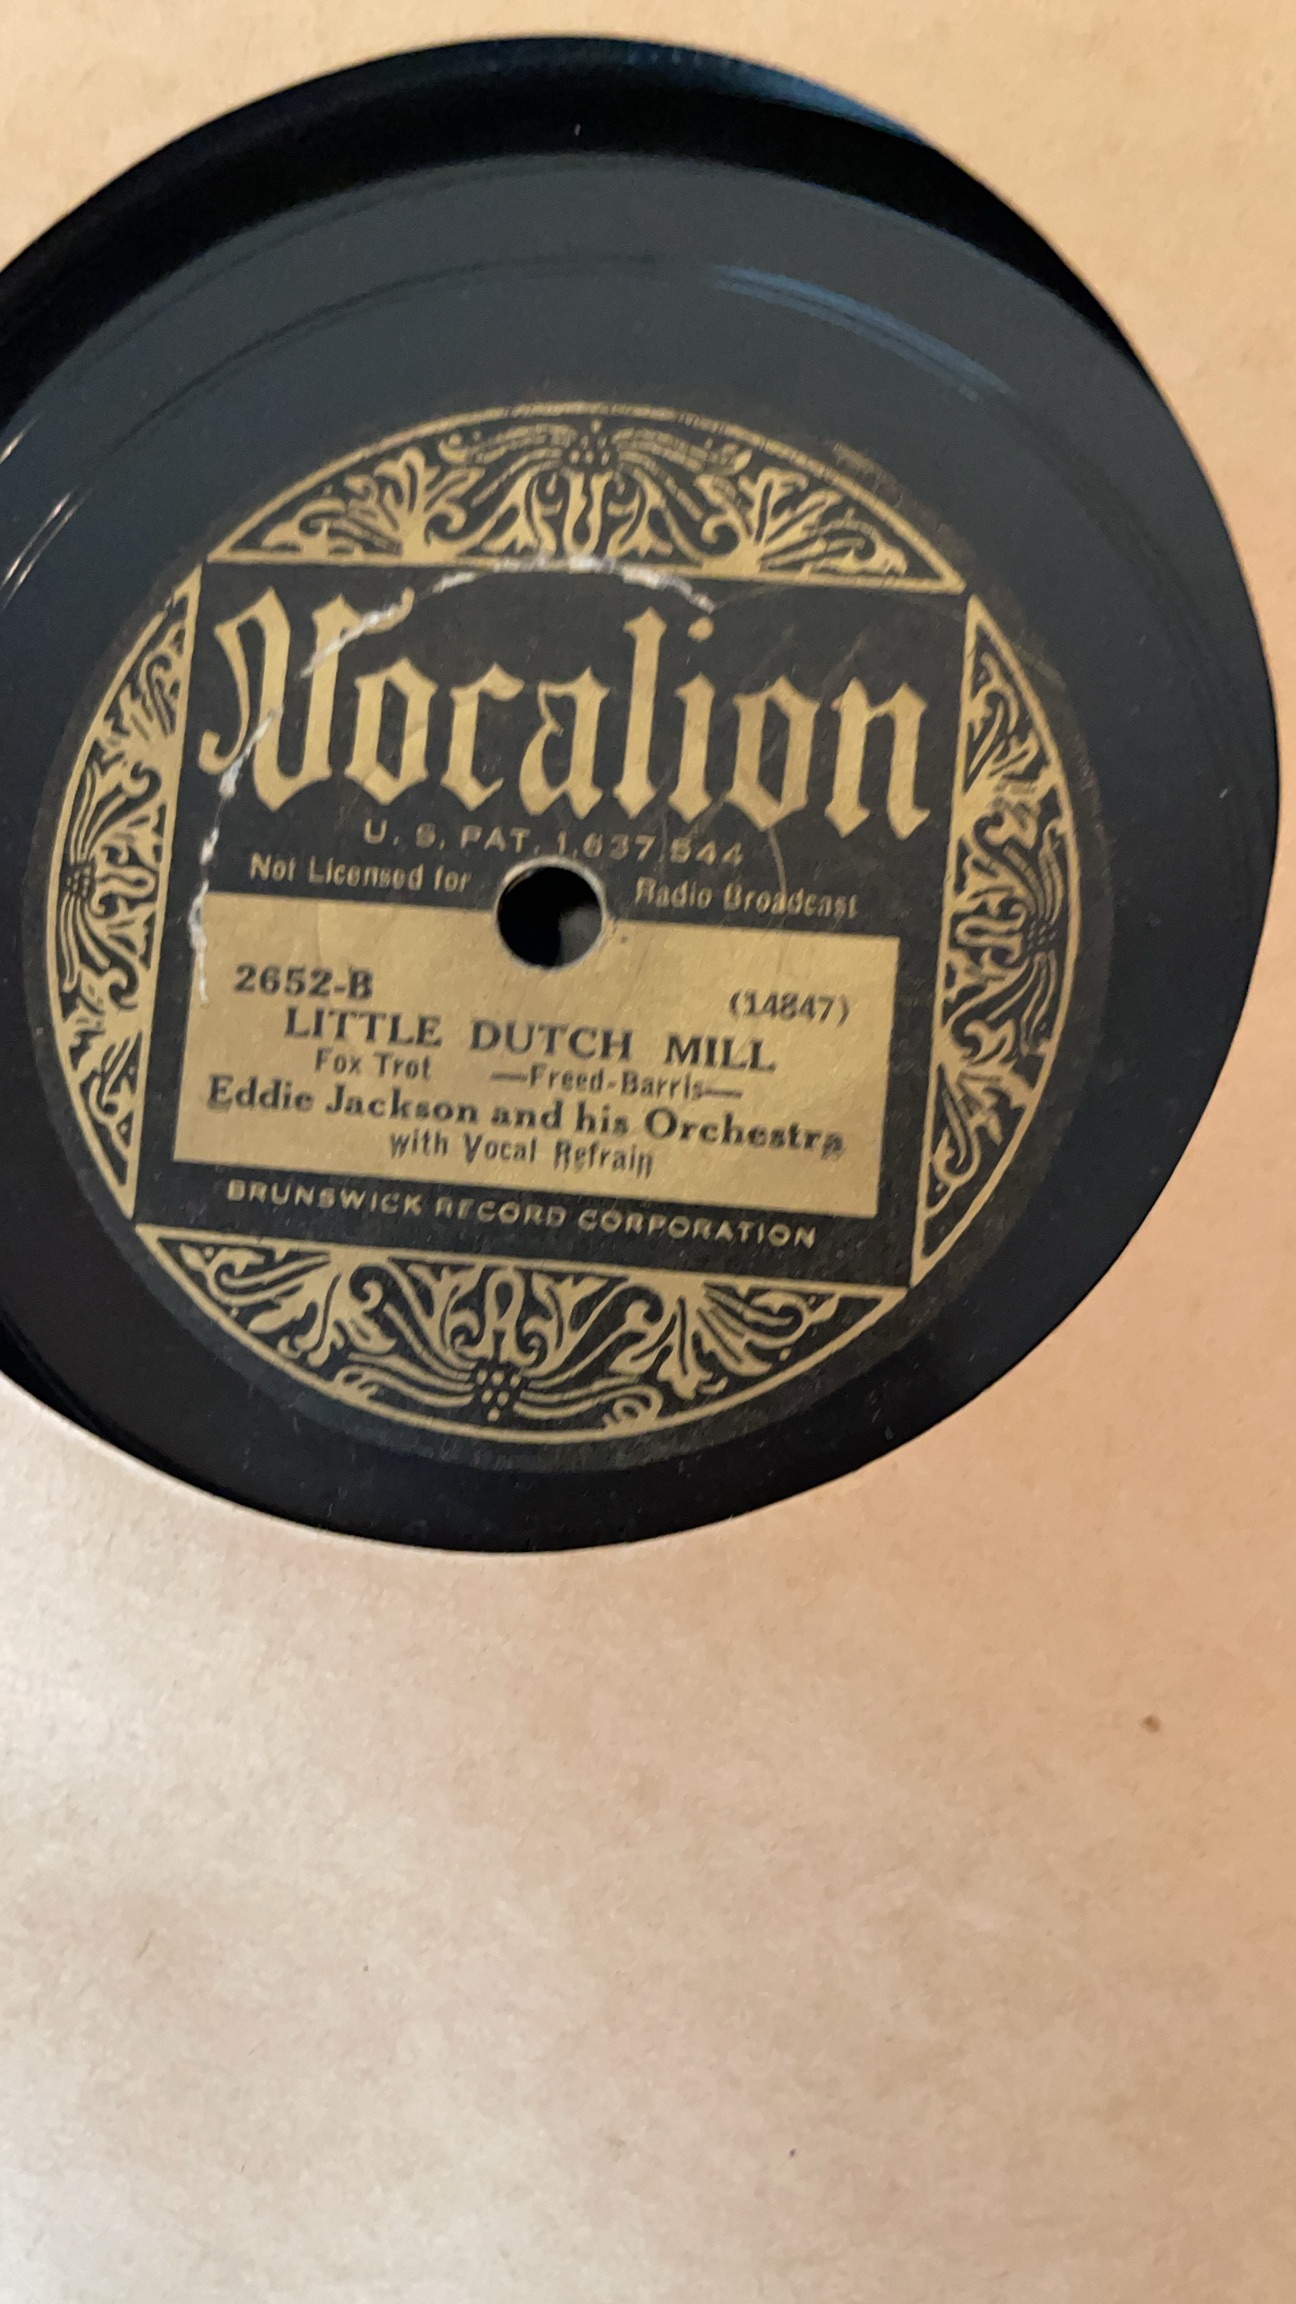 Vocalion
U. S. PAT. 1,637,544
Not Licensed for Radio Broadcast
2652-B (14847)
LITTLE DUTCH MILL
Fox Trot —Freed-Barris—
Eddie Jackson and his Orchestra
with Vocal Refrain
BRUNSWICK RECORD CORPORATION